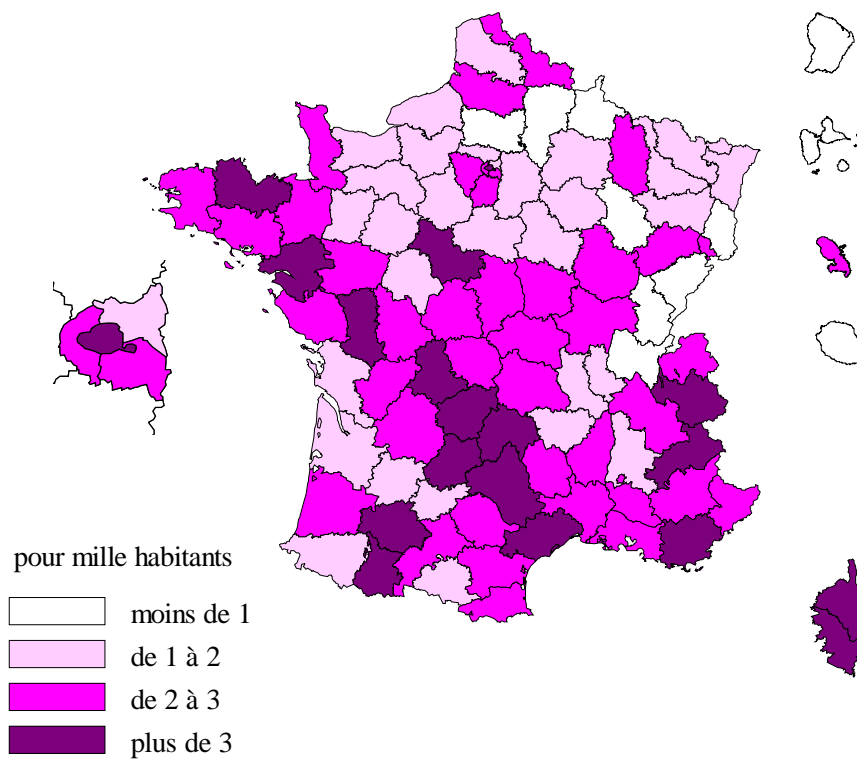 pour mille habitants
moins de 1
de 1 à 2
de 2 à 3
plus de 3